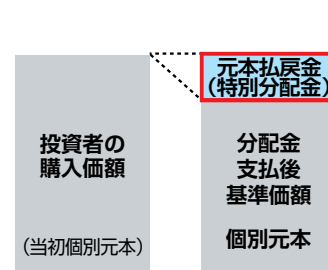 元本払戻金
(特別分配金)
投資者の
購入価額
(当初個別元本)
分配金
支払後
基準価額
個別元本